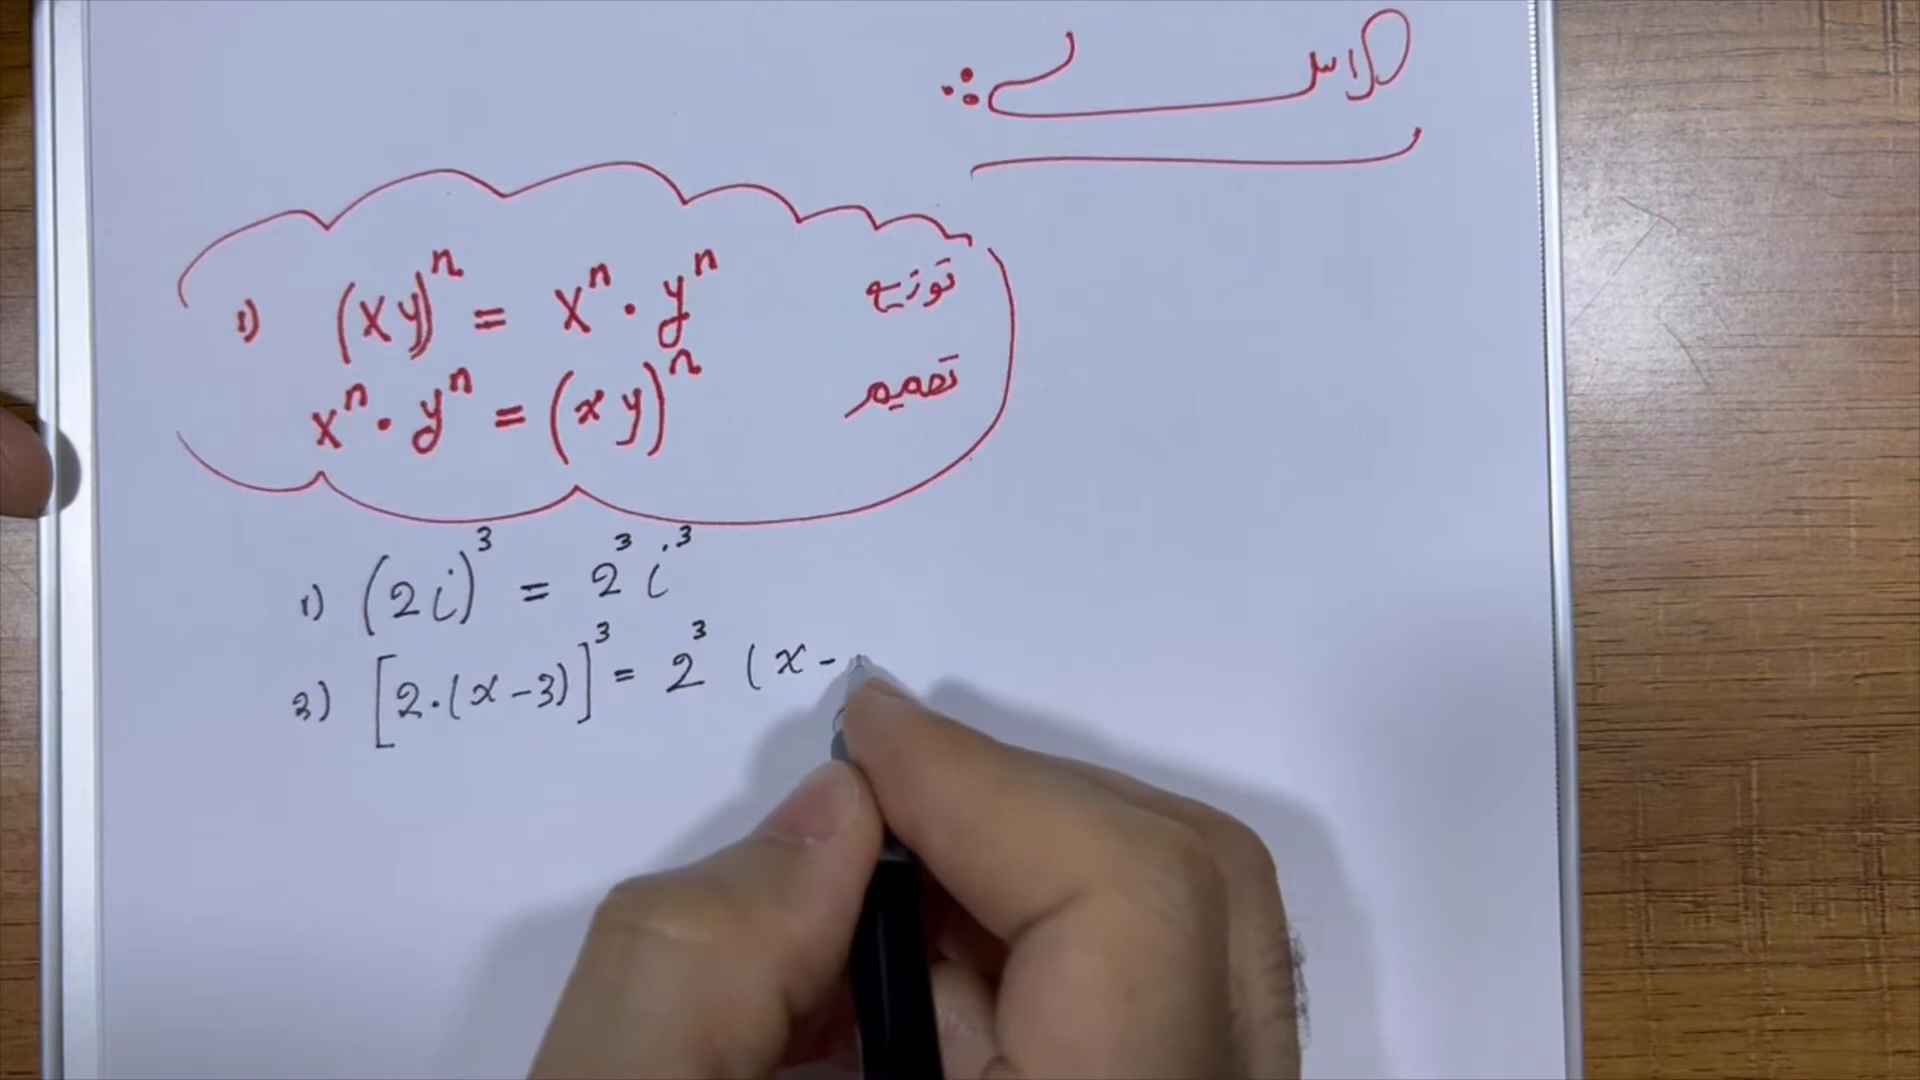 1) (xy)ⁿ = xⁿ · yⁿ توزیع
xⁿ · yⁿ = (xy)ⁿ تعمیم
1) (2i)³ = 2³ i³
2) [2·(x-3)]³ = 2³ (x-